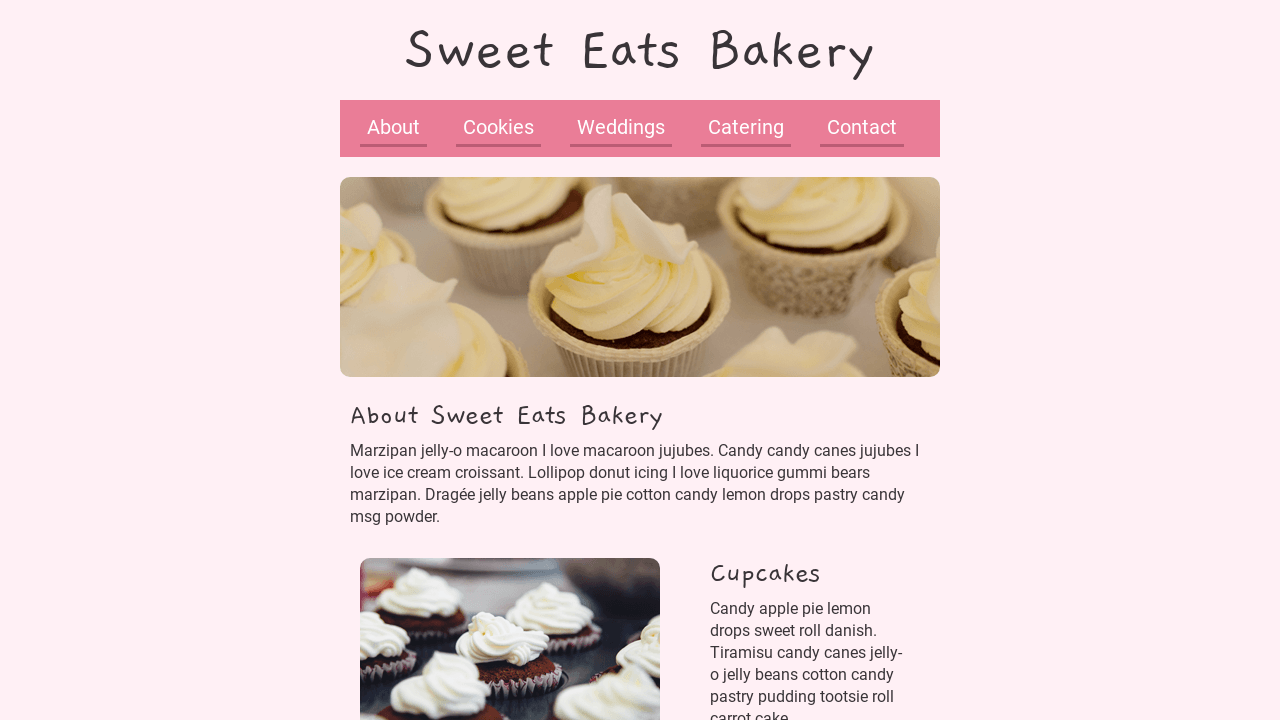 Sweet Eats Bakery
About Cookies Weddings Catering Contact
About Sweet Eats Bakery
Marzipan jelly-o macaroon I love macaroon jujubes. Candy candy canes jujubes I
love ice cream croissant. Lollipop donut icing I love liquorice gummi bears
marzipan. Dragée jelly beans apple pie cotton candy lemon drops pastry candy
msg powder.
Cupcakes
Candy apple pie lemon
drops sweet roll danish.
Tiramisu candy canes jelly-
o jelly beans cotton candy
pastry pudding tootsie roll
carrot cake